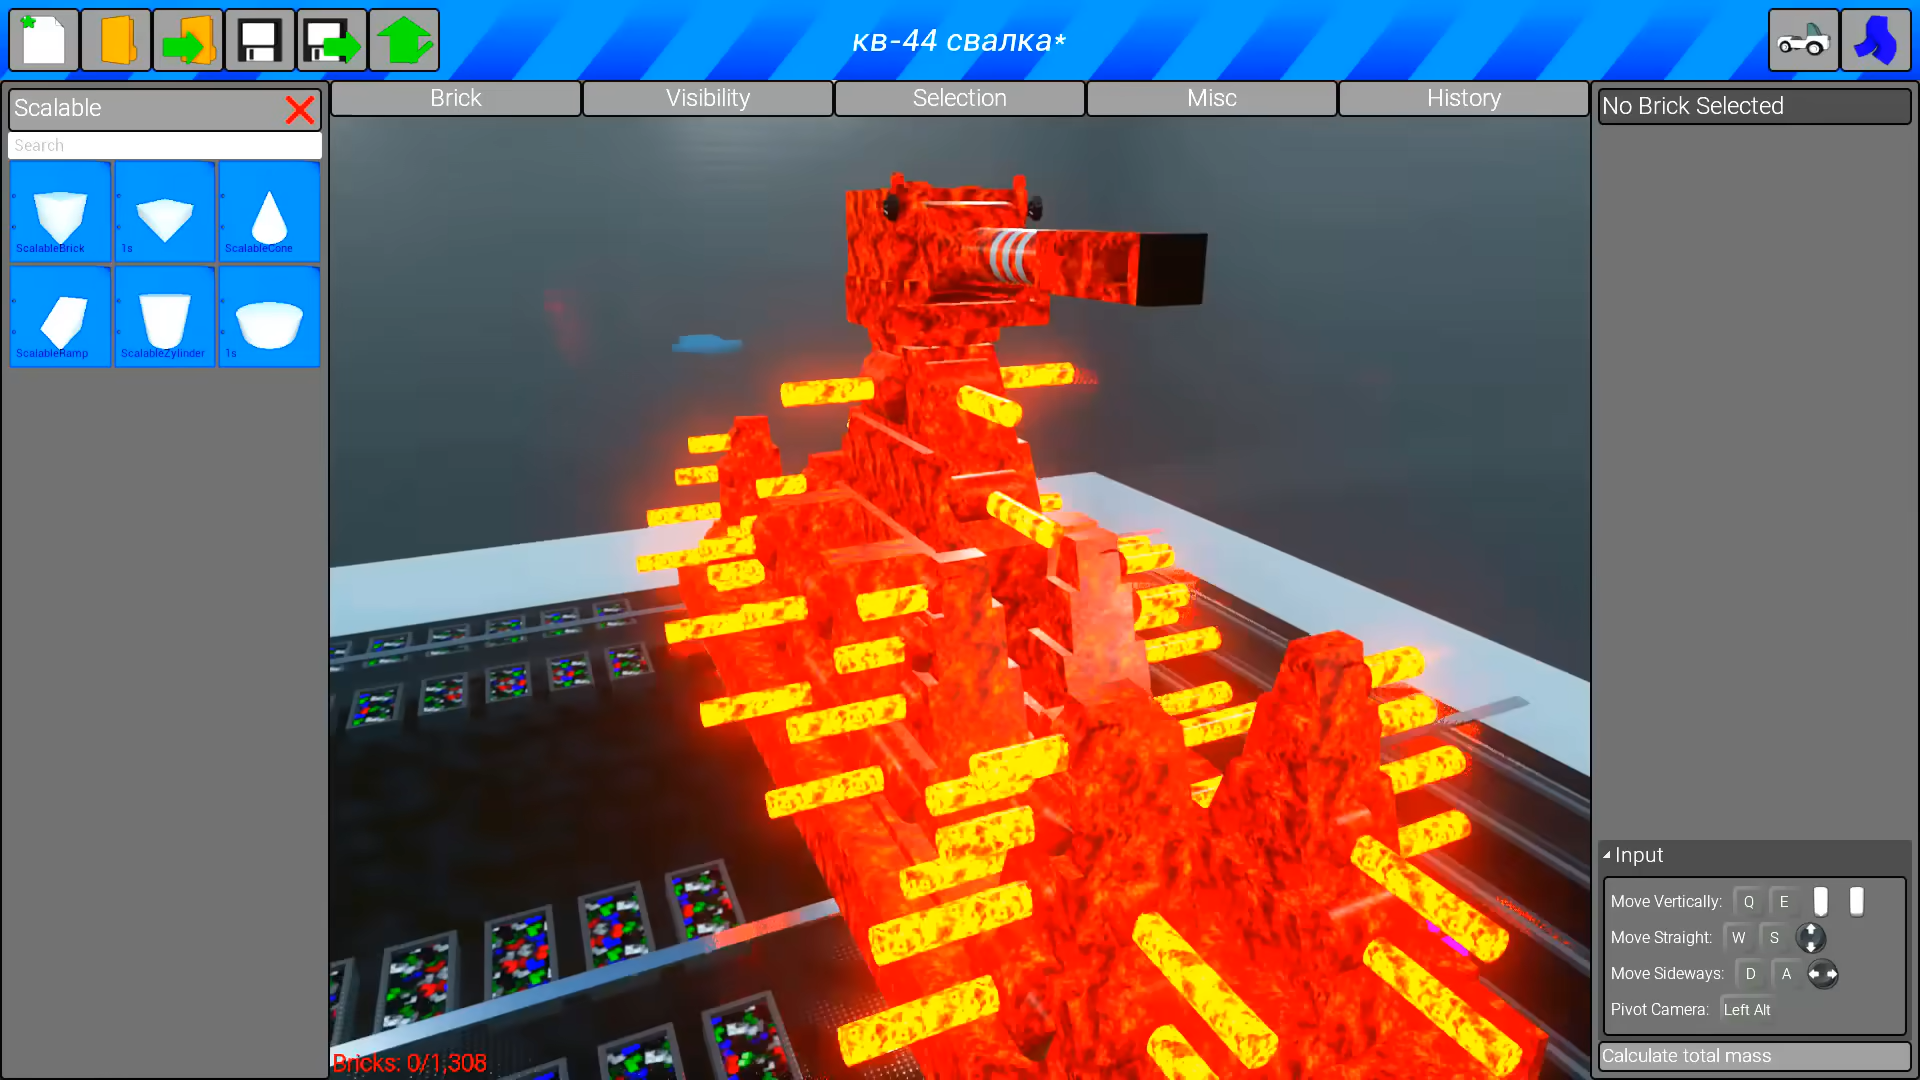 кв-44 свалка*
Scalable
Search
ScalableBrick
1s
ScalableCone
ScalableRamp
ScalableZylinder
1s
Brick
Visibility
Selection
Misc
History
No Brick Selected
Bricks: 0/1,308
Input
Move Vertically: Q E
Move Straight: W S
Move Sideways: D A
Pivot Camera: Left Alt
Calculate total mass